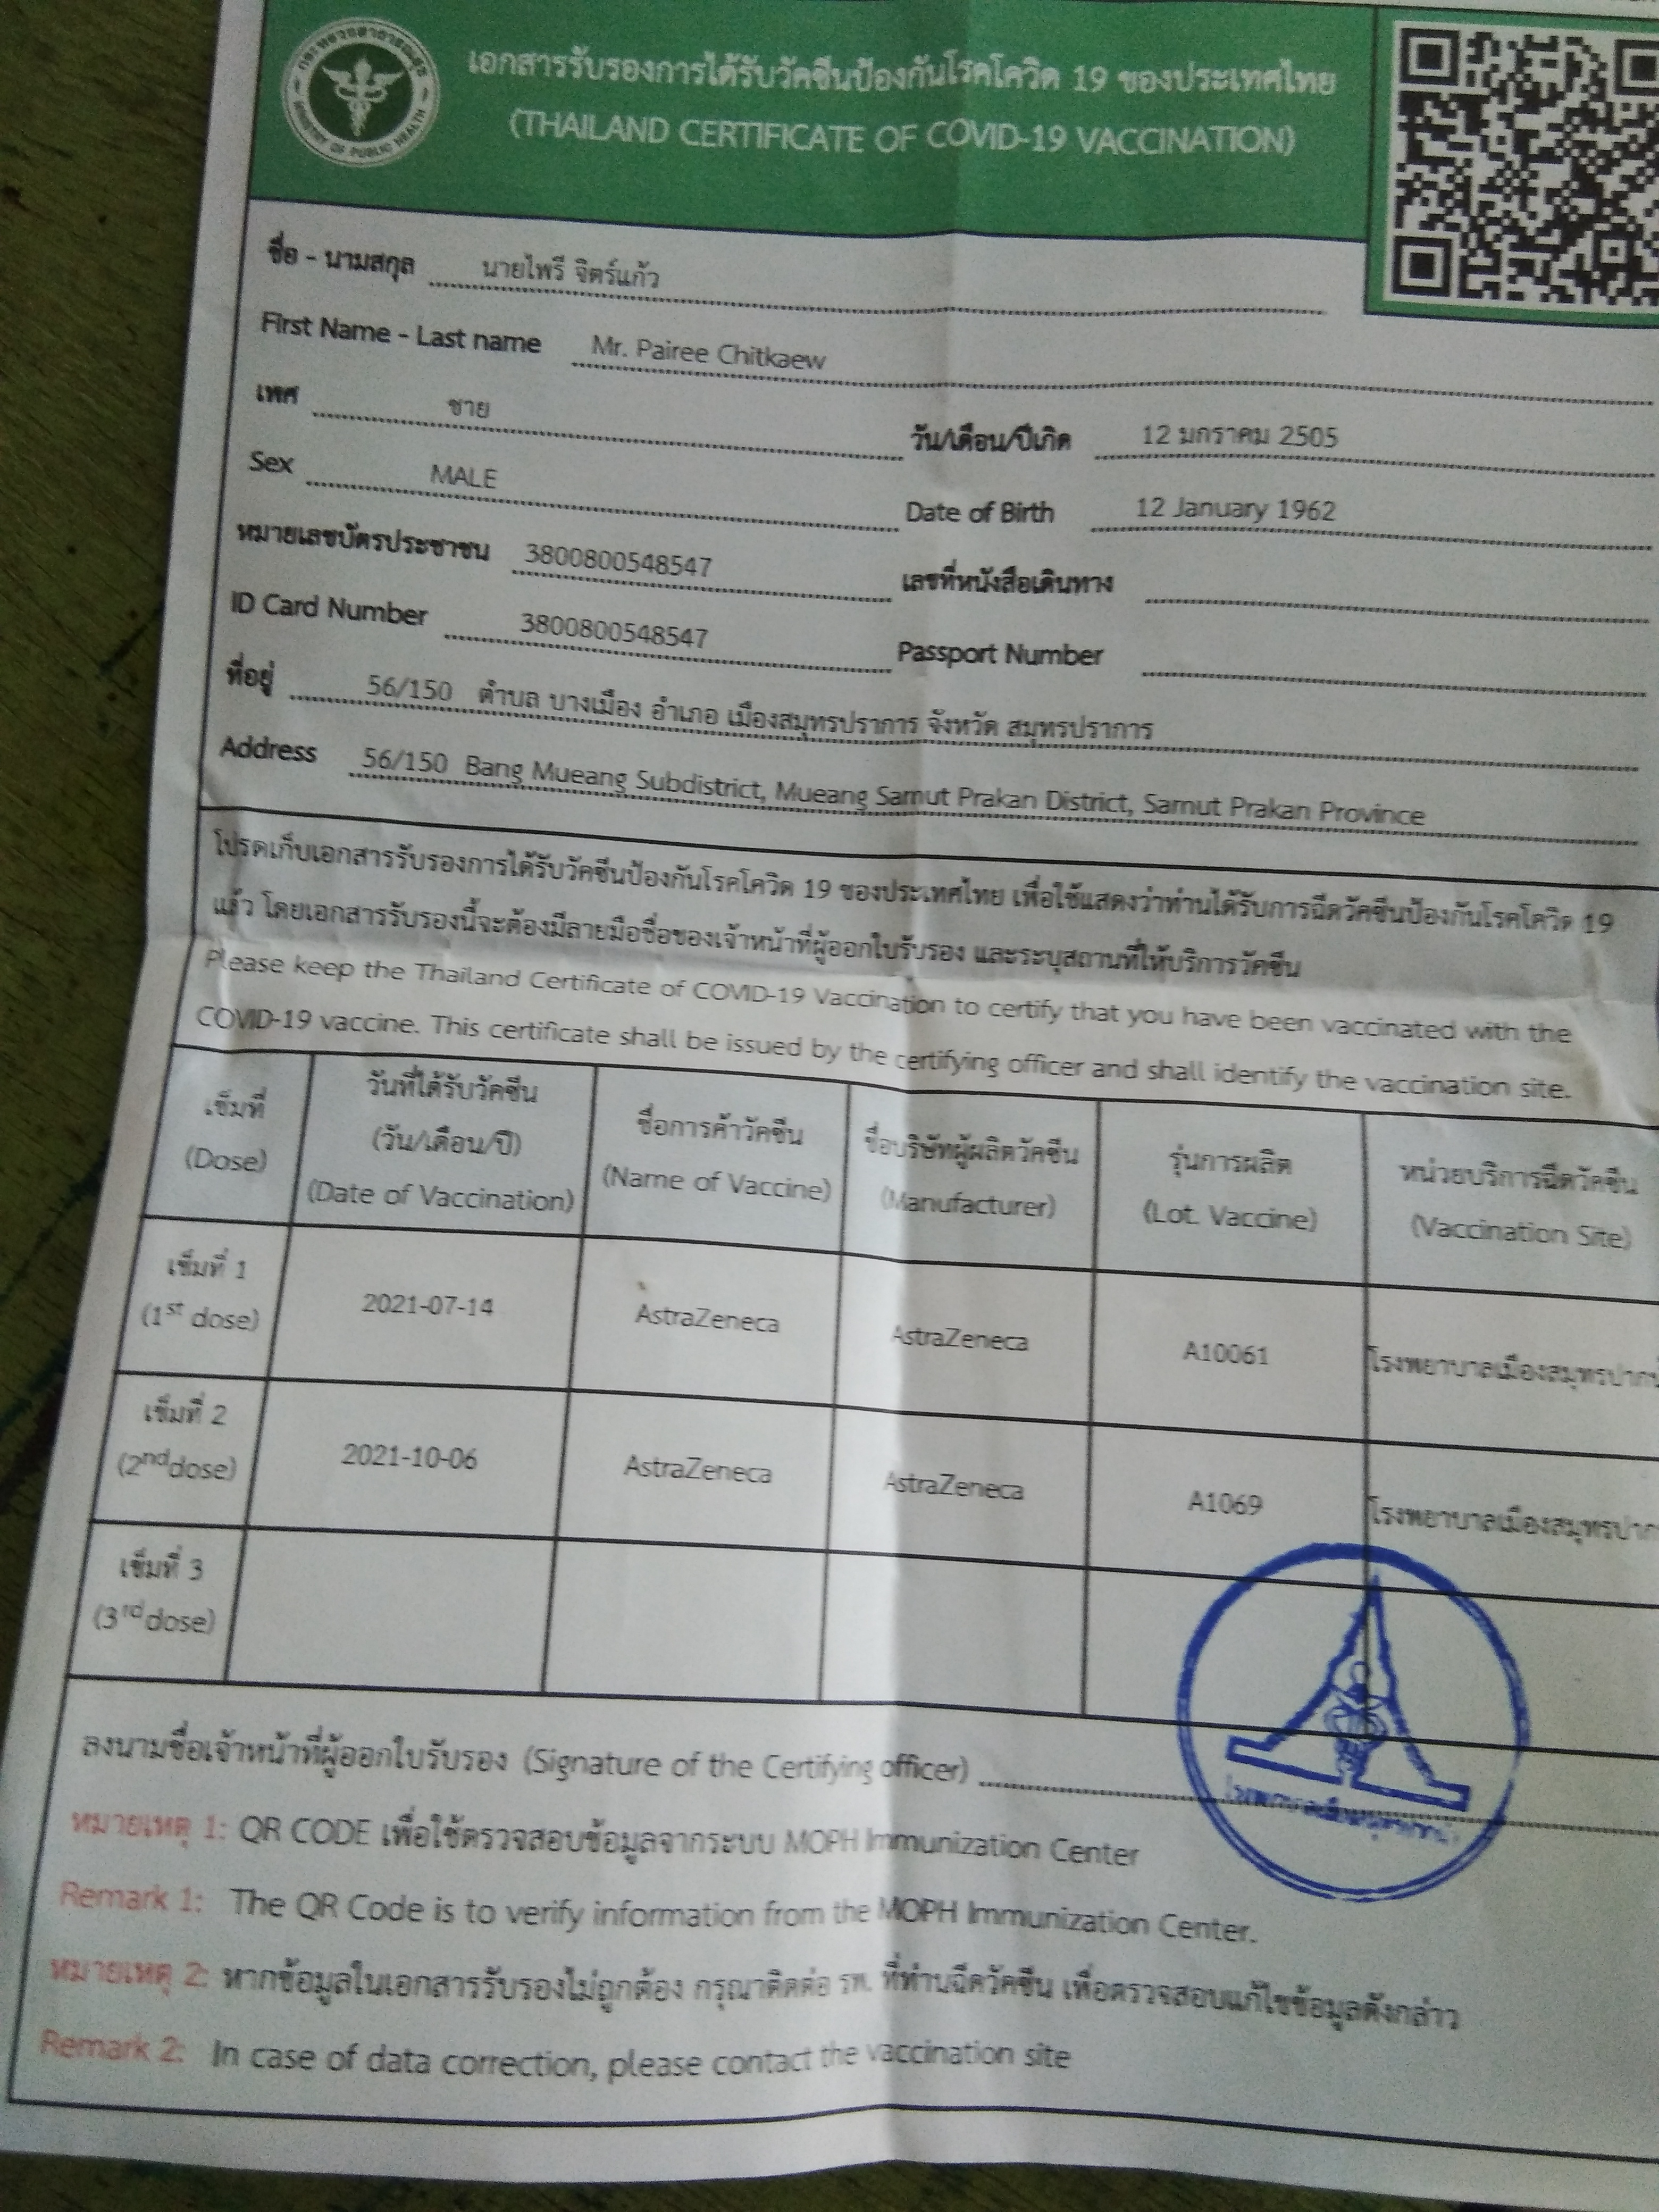 กระทรวงสาธารณสุข
MINISTRY OF PUBLIC HEALTH
เอกสารรับรองการได้รับวัคซีนป้องกันโรคโควิด 19 ของประเทศไทย
(THAILAND CERTIFICATE OF COVID-19 VACCINATION)
ชื่อ - นามสกุล นายไพรี จิตร์แก้ว
First Name - Last name Mr. Pairee Chitkaew
เพศ ชาย วัน/เดือน/ปีเกิด 12 มกราคม 2505
Sex MALE Date of Birth 12 January 1962
หมายเลขบัตรประชาชน 3800800548547 เลขที่หนังสือเดินทาง
ID Card Number 3800800548547 Passport Number
ที่อยู่ 56/150 ตำบล บางเมือง อำเภอ เมืองสมุทรปราการ จังหวัด สมุทรปราการ
Address 56/150 Bang Mueang Subdistrict, Mueang Samut Prakan District, Samut Prakan Province
โปรดเก็บเอกสารรับรองการได้รับวัคซีนป้องกันโรคโควิด 19 ของประเทศไทย เพื่อใช้แสดงว่าท่านได้รับการฉีดวัคซีนป้องกันโรคโควิด 19
แล้ว โดยเอกสารรับรองนี้จะต้องมีลายมือชื่อของเจ้าหน้าที่ผู้ออกใบรับรอง และระบุสถานที่ให้บริการวัคซีน
Please keep the Thailand Certificate of COVID-19 Vaccination to certify that you have been vaccinated with the
COVID-19 vaccine. This certificate shall be issued by the certifying officer and shall identify the vaccination site.
เข็มที่ วันที่ได้รับวัคซีน ชื่อการค้าวัคซีน ชื่อบริษัทผู้ผลิตวัคซีน รุ่นการผลิต หน่วยบริการฉีดวัคซีน
(วัน/เดือน/ปี)
(Dose) (Date of Vaccination) (Name of Vaccine) (Manufacturer) (Lot. Vaccine) (Vaccination Site)
เข็มที่ 1
(1st dose) 2021-07-14 AstraZeneca AstraZeneca A10061 โรงพยาบาลเมืองสมุทรปาก
เข็มที่ 2
(2nd dose) 2021-10-06 AstraZeneca AstraZeneca A1069 โรงพยาบาลเมืองสมุทรปาก
เข็มที่ 3
(3rd dose)
ลงนามชื่อเจ้าหน้าที่ผู้ออกใบรับรอง (Signature of the Certifying officer)
หมายเหตุ 1: QR CODE เพื่อใช้ตรวจสอบข้อมูลจากระบบ MOPH Immunization Center
Remark 1: The QR Code is to verify information from the MOPH Immunization Center.
หมายเหตุ 2: หากข้อมูลในเอกสารรับรองไม่ถูกต้อง กรุณาติดต่อ รพ. ที่ท่านฉีดวัคซีน เพื่อตรวจสอบแก้ไขข้อมูลดังกล่าว
Remark 2: In case of data correction, please contact the vaccination site